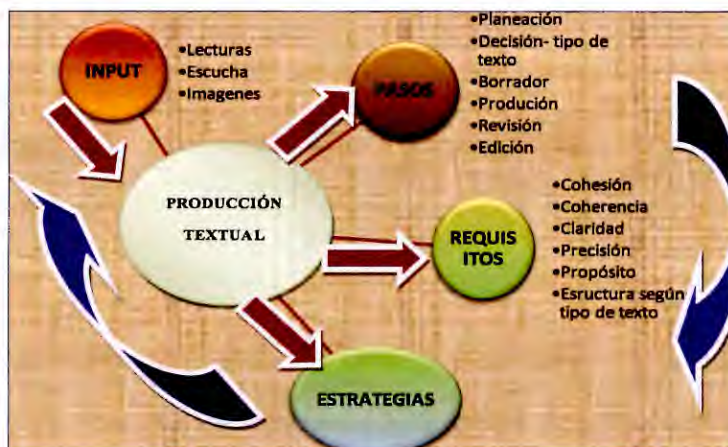 INPUT
•Lecturas
•Escucha
•Imagenes
PASOS
•Planeación
•Decisión- tipo de
texto
•Borrador
•Produción
•Revisión
•Edición
PRODUCCIÓN
TEXTUAL
REQUIS
ITOS
•Cohesión
•Coherencia
•Claridad
•Precisión
•Propósito
•Esructura según
tipo de texto
ESTRATEGIAS